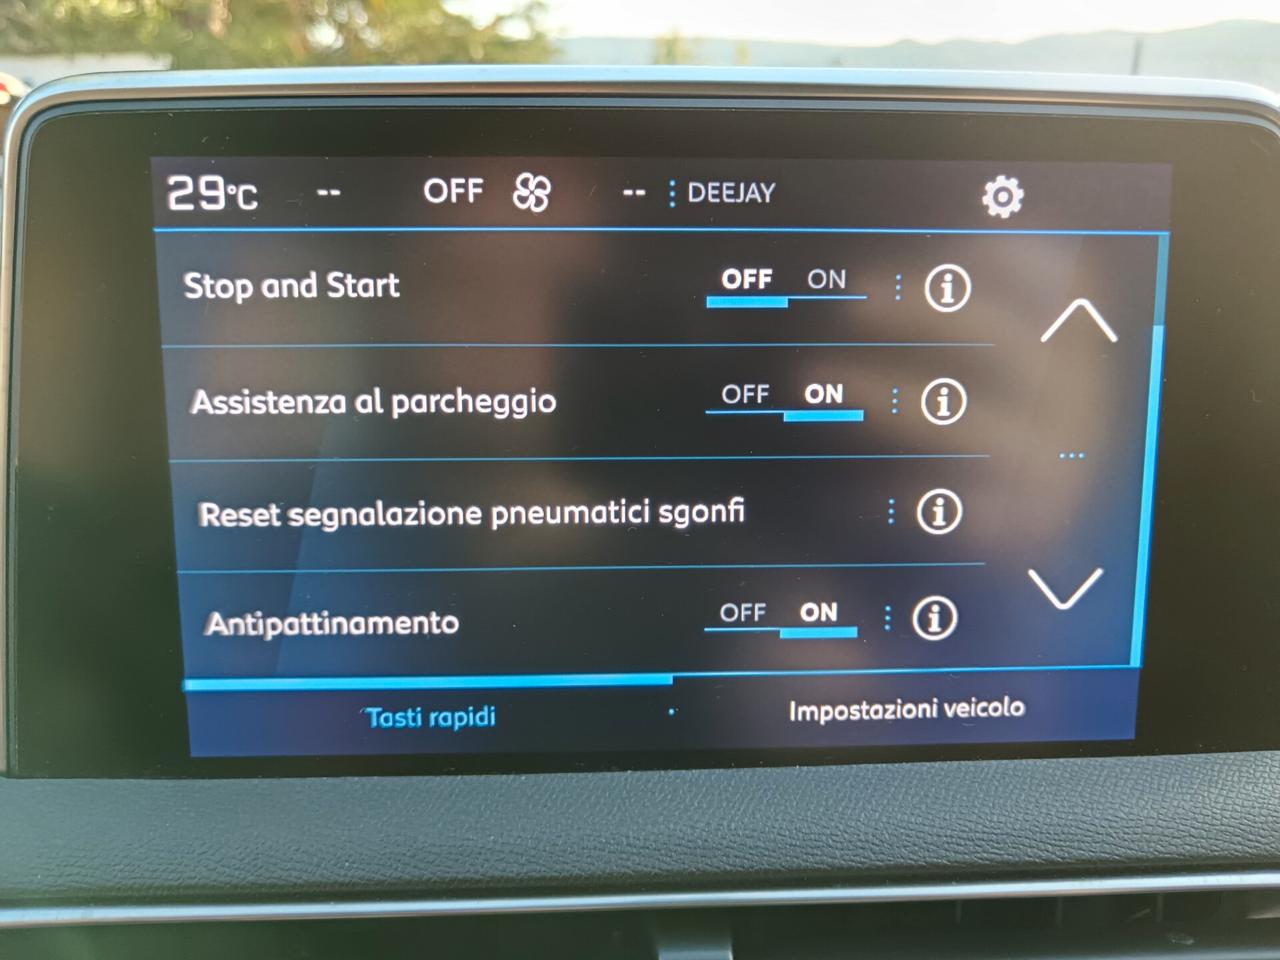 29°C -- OFF -- DEEJAY
Stop and Start OFF ON
Assistenza al parcheggio OFF ON
Reset segnalazione pneumatici sgonfi
Antipattinamento OFF ON
Tasti rapidi Impostazioni veicolo